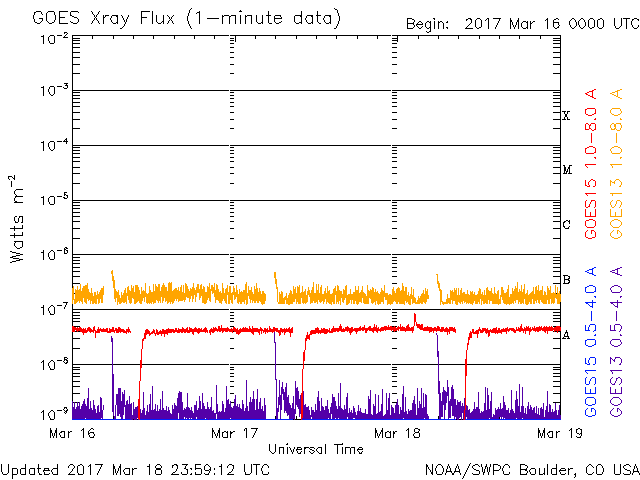 GOES Xray Flux (1-minute data)
Begin: 2017 Mar 16 0000 UTC
10-2
10-3
10-4
10-5
10-6
10-7
10-8
10-9
Watts m-2
X
M
C
B
A
GOES15 1.0-8.0 A
GOES13 1.0-8.0 A
GOES15 0.5-4.0 A
GOES13 0.5-4.0 A
Mar 16
Mar 17
Mar 18
Mar 19
Universal Time
Updated 2017 Mar 18 23:59:12 UTC
NOAA/SWPC Boulder, CO USA